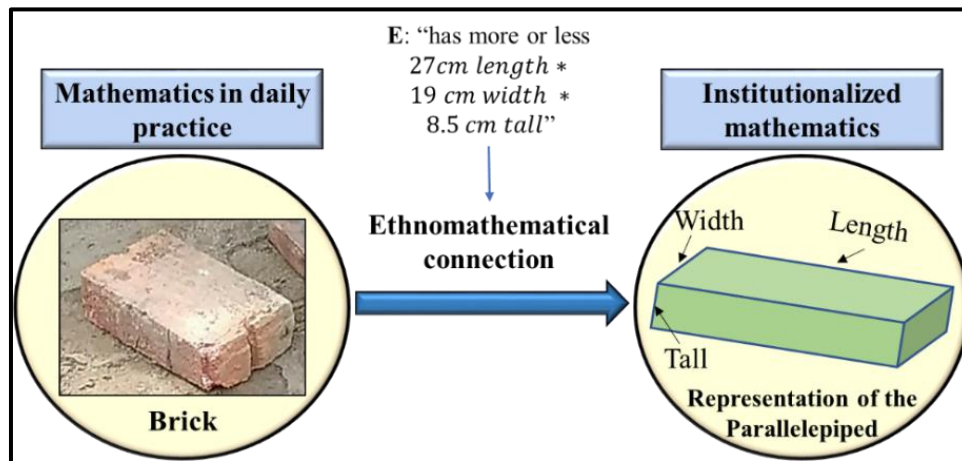 Mathematics in daily
practice
E: “has more or less
27cm length *
19 cm width *
8.5 cm tall”
Institutionalized
mathematics
Ethnomathematical
connection
Brick
Width
Length
Tall
Representation of the
Parallelepiped